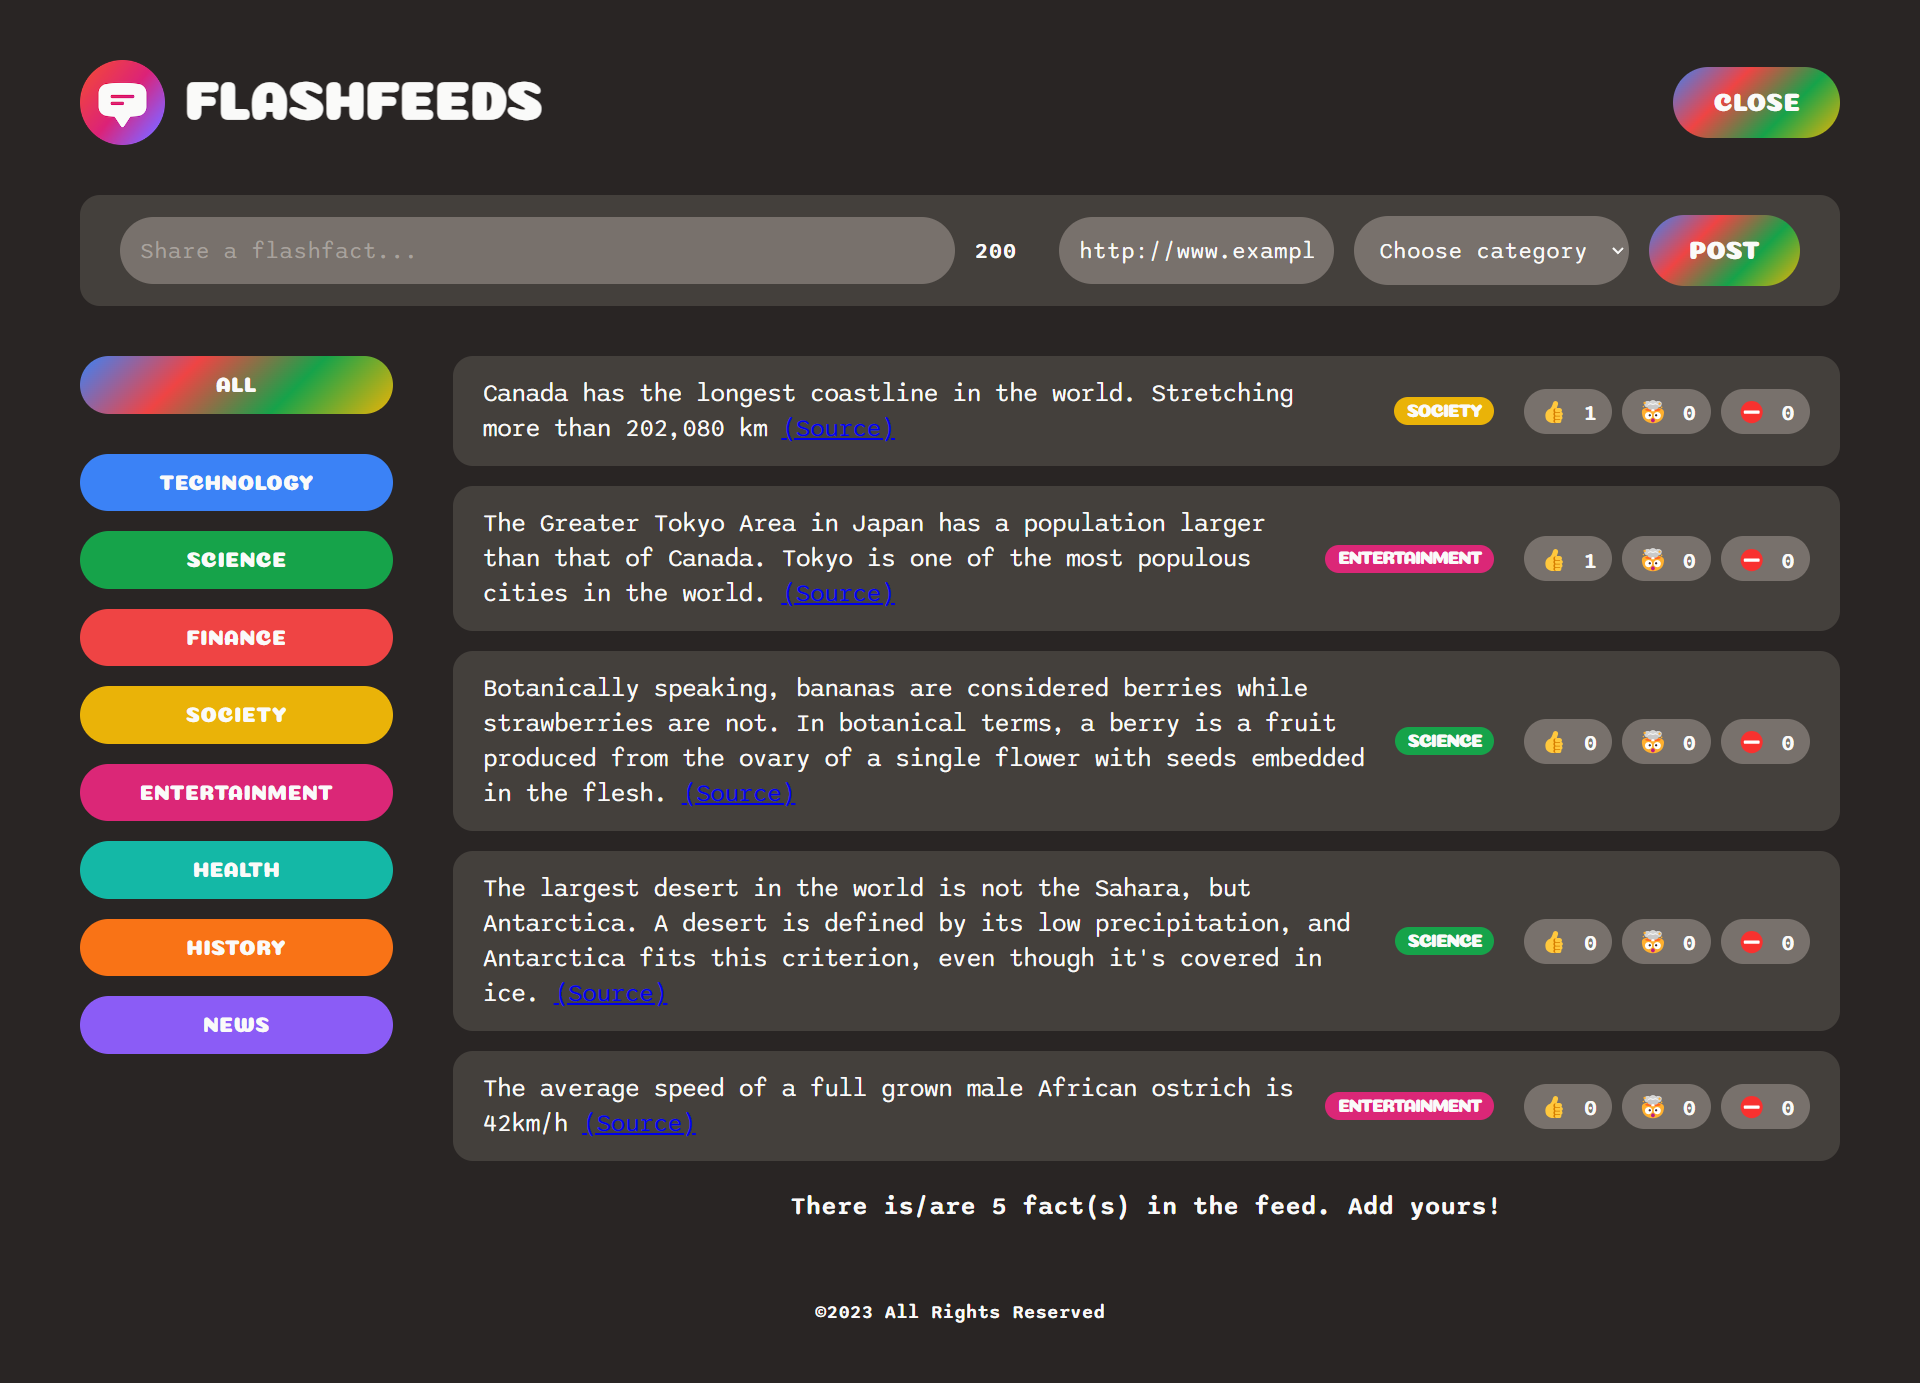 FLASHFEEDS
CLOSE
Share a flashfact...
200
http://www.exampl
Choose category
POST
ALL
TECHNOLOGY
SCIENCE
FINANCE
SOCIETY
ENTERTAINMENT
HEALTH
HISTORY
NEWS
Canada has the longest coastline in the world. Stretching
more than 202,080 km (Source)
SOCIETY
👍 1
🤯 0
⛔ 0
The Greater Tokyo Area in Japan has a population larger
than that of Canada. Tokyo is one of the most populous
cities in the world. (Source)
ENTERTAINMENT
👍 1
🤯 0
⛔ 0
Botanically speaking, bananas are considered berries while
strawberries are not. In botanical terms, a berry is a fruit
produced from the ovary of a single flower with seeds embedded
in the flesh. (Source)
SCIENCE
👍 0
🤯 0
⛔ 0
The largest desert in the world is not the Sahara, but
Antarctica. A desert is defined by its low precipitation, and
Antarctica fits this criterion, even though it's covered in
ice. (Source)
SCIENCE
👍 0
🤯 0
⛔ 0
The average speed of a full grown male African ostrich is
42km/h (Source)
ENTERTAINMENT
👍 0
🤯 0
⛔ 0
There is/are 5 fact(s) in the feed. Add yours!
©2023 All Rights Reserved